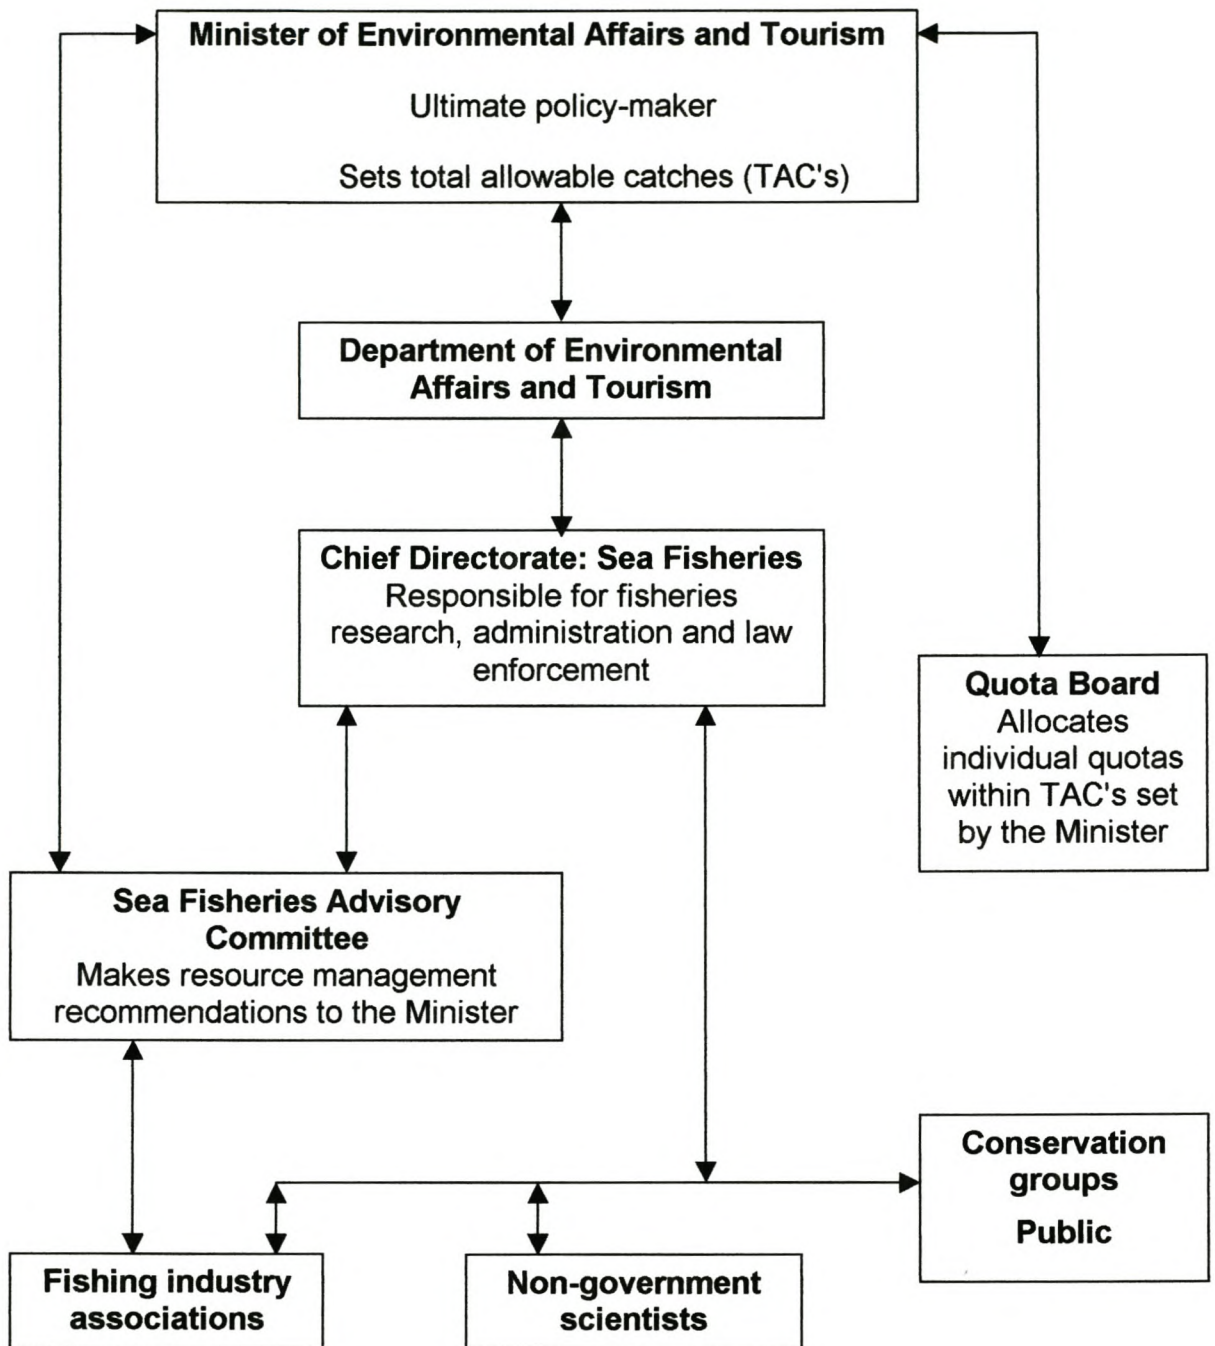 Minister of Environmental Affairs and Tourism
Ultimate policy-maker
Sets total allowable catches (TAC's)
Department of Environmental
Affairs and Tourism
Chief Directorate: Sea Fisheries
Responsible for fisheries
research, administration and law
enforcement
Quota Board
Allocates
individual quotas
within TAC's set
by the Minister
Sea Fisheries Advisory
Committee
Makes resource management
recommendations to the Minister
Conservation
groups
Public
Fishing industry
associations
Non-government
scientists